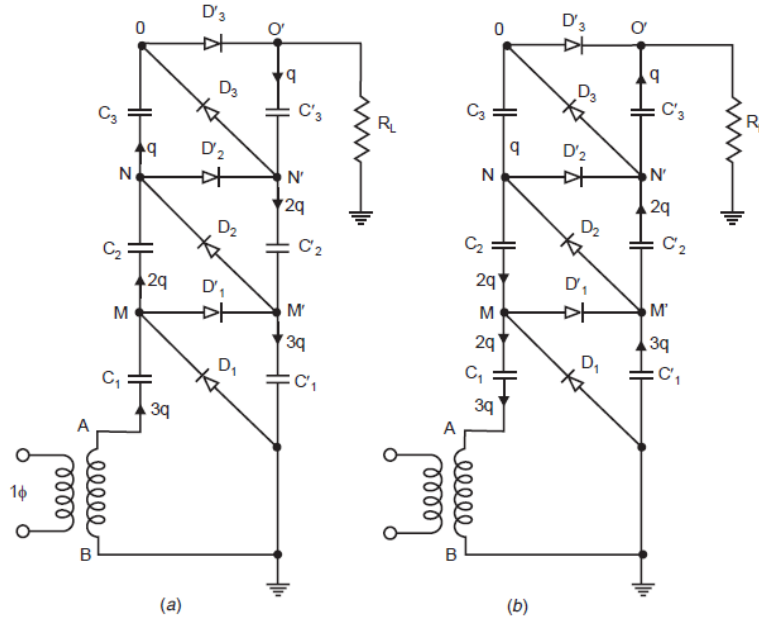 D'3 D'3
0 O' 0 O'
q q
D3 D3
C3 C'3 RL C3 C'3 R
q D'2 q D'2
N N' N N'
2q 2q
D2 D2
C2 C'2 C2 C'2
2q D'1 2q D'1
M M' M M'
3q 2q 3q
D1 D1
C1 C'1 C1 C'1
3q 3q
A A
1ϕ
B B
(a) (b)